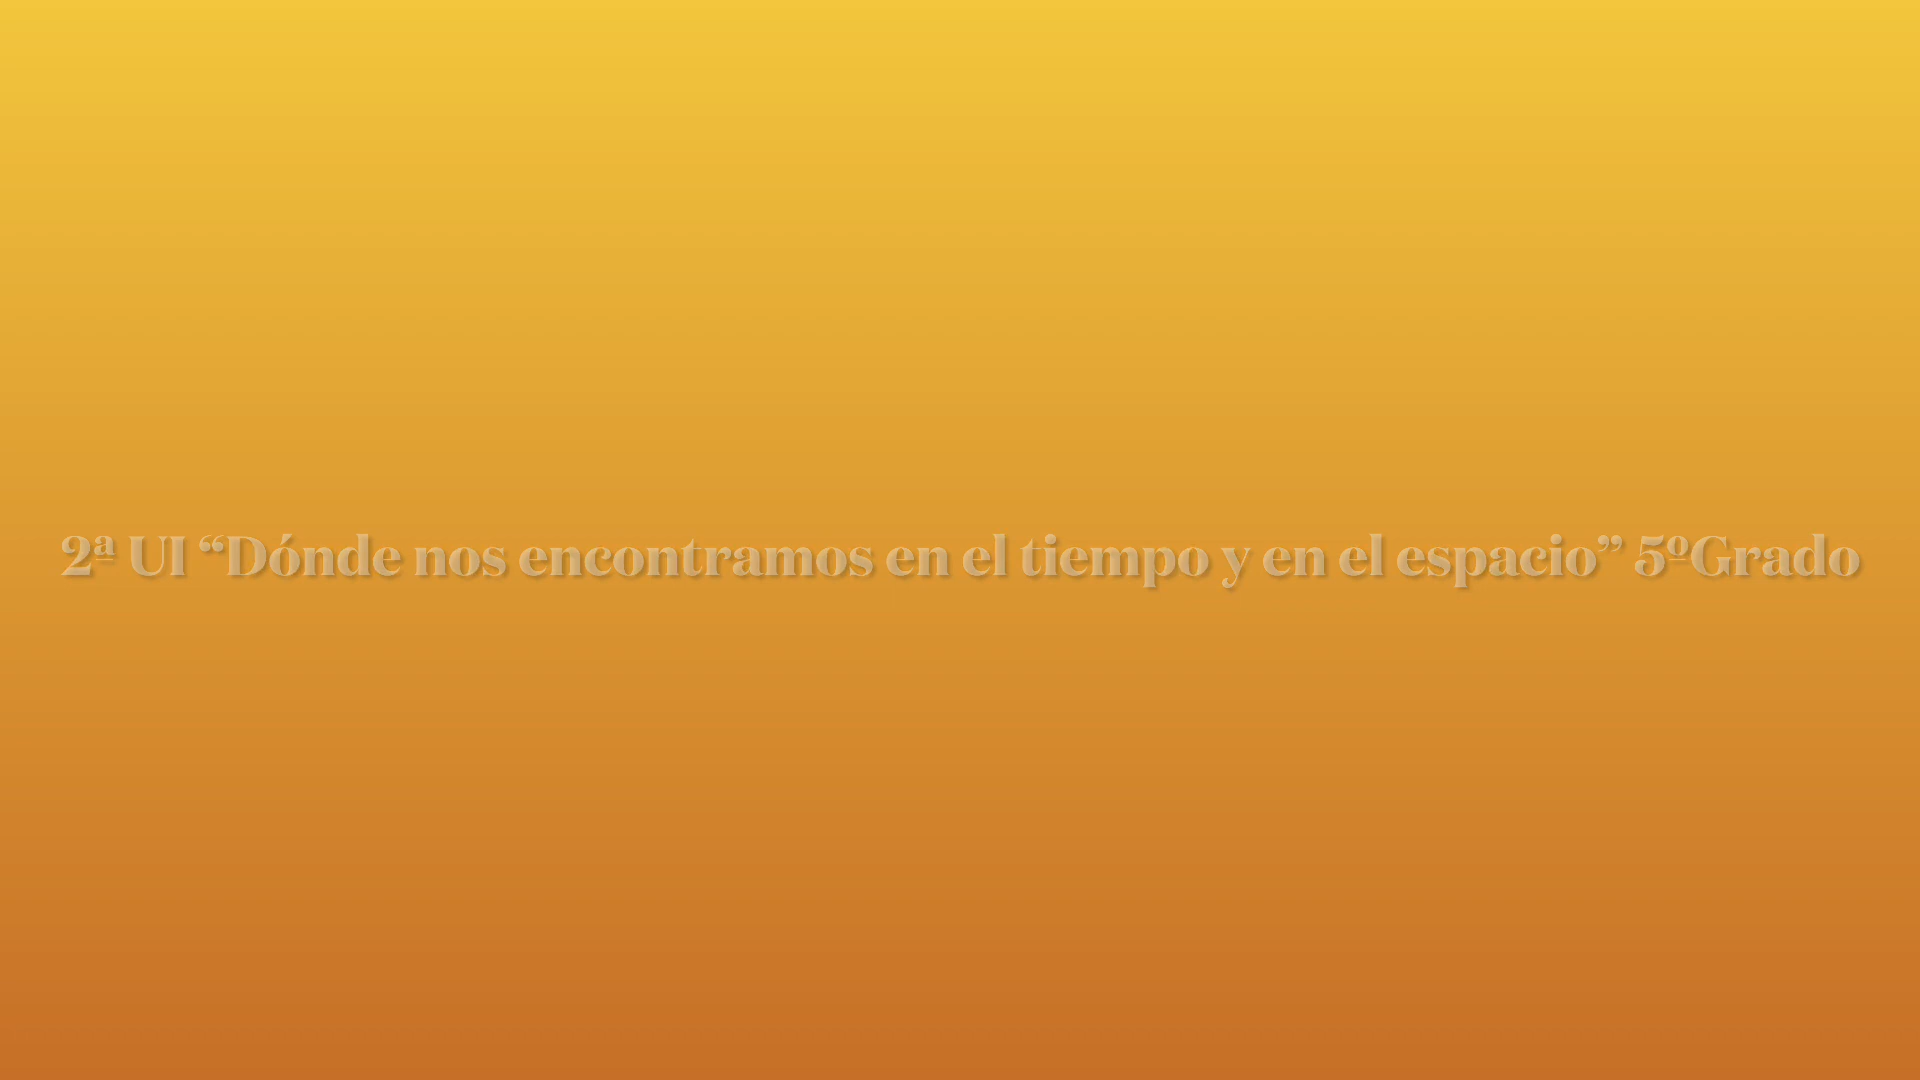 2ª UI “Dónde nos encontramos en el tiempo y en el espacio” 5ºGrado